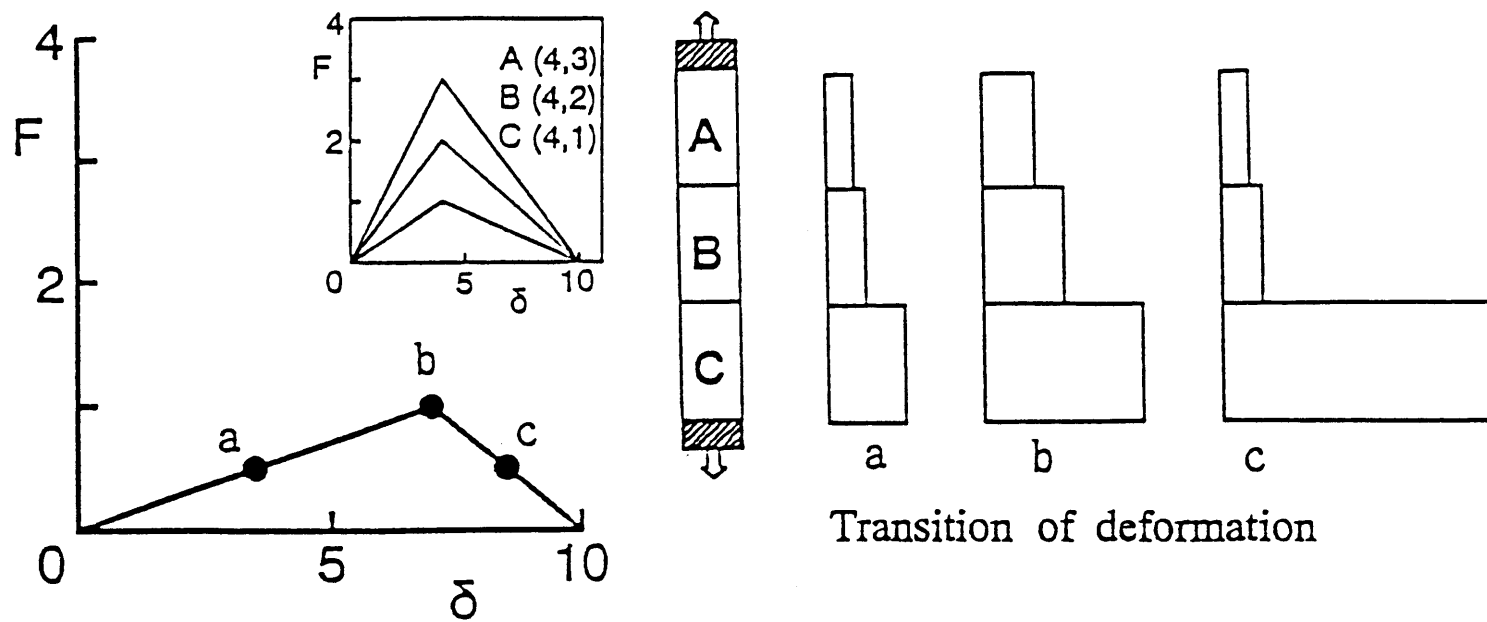 4
F
2
0
5
10
δ
a
b
c
4
F
2
0
5
10
δ
A (4,3)
B (4,2)
C (4,1)
A
B
C
a
b
c
Transition of deformation